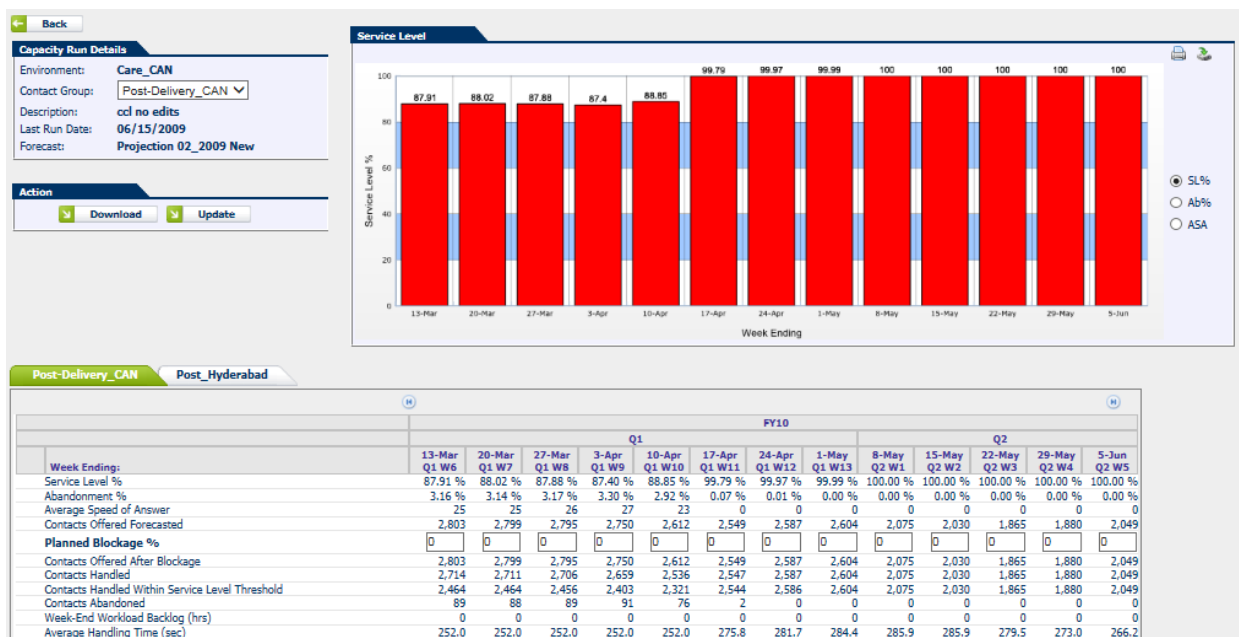 Back
Capacity Run Details
Environment: Care_CAN
Contact Group: Post-Delivery_CAN
Description: ccl no edits
Last Run Date: 06/15/2009
Forecast: Projection 02_2009 New
Action
Download Update
Service Level
100 80 60 40 20 0
Service Level %
87.91 88.02 87.88 87.4 88.85 99.79 99.97 99.99 100 100 100 100 100
13-Mar 20-Mar 27-Mar 3-Apr 10-Apr 17-Apr 24-Apr 1-May 8-May 15-May 22-May 29-May 5-Jun
Week Ending
SL%
Ab%
ASA
Post-Delivery_CAN Post_Hyderabad
FY10
Q1 Q2
13-Mar 20-Mar 27-Mar 3-Apr 10-Apr 17-Apr 24-Apr 1-May 8-May 15-May 22-May 29-May 5-Jun
Week Ending: Q1 W6 Q1 W7 Q1 W8 Q1 W9 Q1 W10 Q1 W11 Q1 W12 Q1 W13 Q2 W1 Q2 W2 Q2 W3 Q2 W4 Q2 W5
Service Level % 87.91 % 88.02 % 87.88 % 87.40 % 88.85 % 99.79 % 99.97 % 99.99 % 100.00 % 100.00 % 100.00 % 100.00 % 100.00 %
Abandonment % 3.16 % 3.14 % 3.17 % 3.30 % 2.92 % 0.07 % 0.01 % 0.00 % 0.00 % 0.00 % 0.00 % 0.00 % 0.00 %
Average Speed of Answer 25 25 26 27 23 0 0 0 0 0 0 0 0
Contacts Offered Forecasted 2,803 2,799 2,795 2,750 2,612 2,549 2,587 2,604 2,075 2,030 1,865 1,880 2,049
Planned Blockage % 0 0 0 0 0 0 0 0 0 0 0 0 0
Contacts Offered After Blockage 2,803 2,799 2,795 2,750 2,612 2,549 2,587 2,604 2,075 2,030 1,865 1,880 2,049
Contacts Handled 2,714 2,711 2,706 2,659 2,536 2,547 2,587 2,604 2,075 2,030 1,865 1,880 2,049
Contacts Handled Within Service Level Threshold 2,464 2,464 2,456 2,403 2,321 2,544 2,586 2,604 2,075 2,030 1,865 1,880 2,049
Contacts Abandoned 89 88 89 91 76 2 0 0 0 0 0 0 0
Week-End Workload Backlog (hrs) 0 0 0 0 0 0 0 0 0 0 0 0 0
Average Handling Time (sec) 252.0 252.0 252.0 252.0 252.0 275.8 281.7 284.4 285.9 285.9 279.5 273.0 266.2